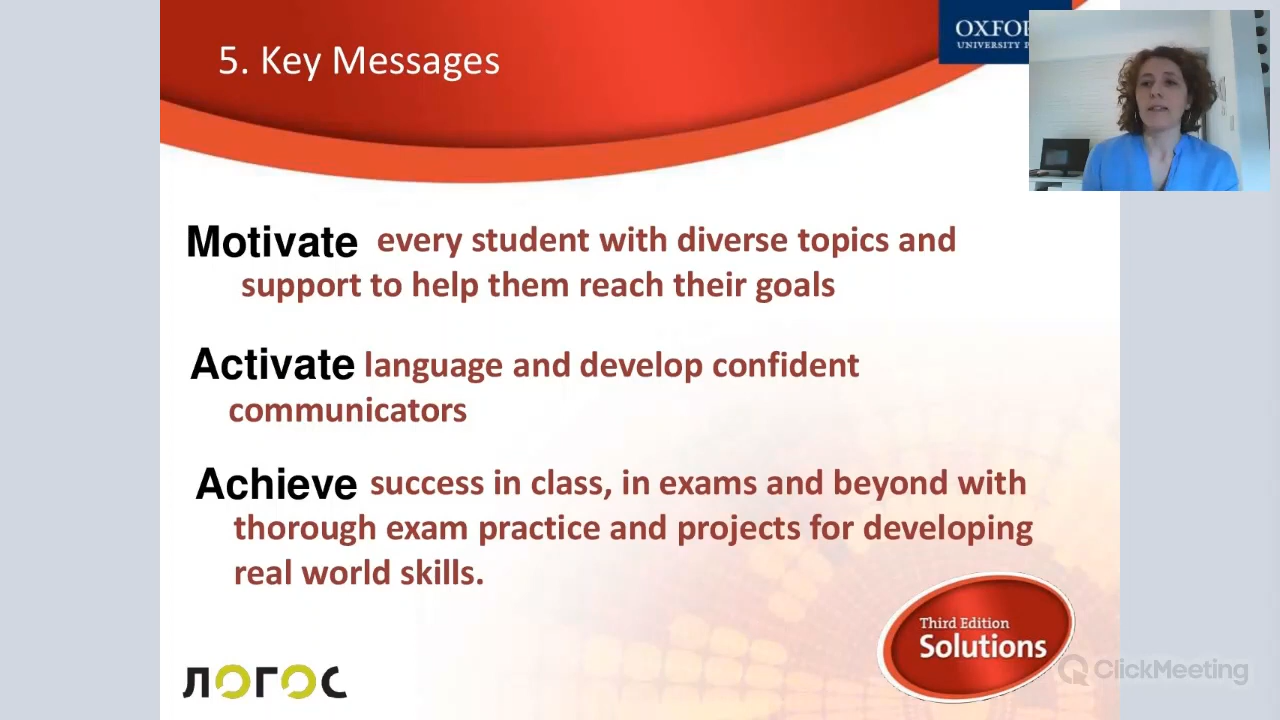 5. Key Messages
OXFO
UNIVERSITY P
Motivate every student with diverse topics and
support to help them reach their goals
Activate language and develop confident
communicators
Achieve success in class, in exams and beyond with
thorough exam practice and projects for developing
real world skills.
Third Edition
Solutions
ЛОГОС
ClickMeeting